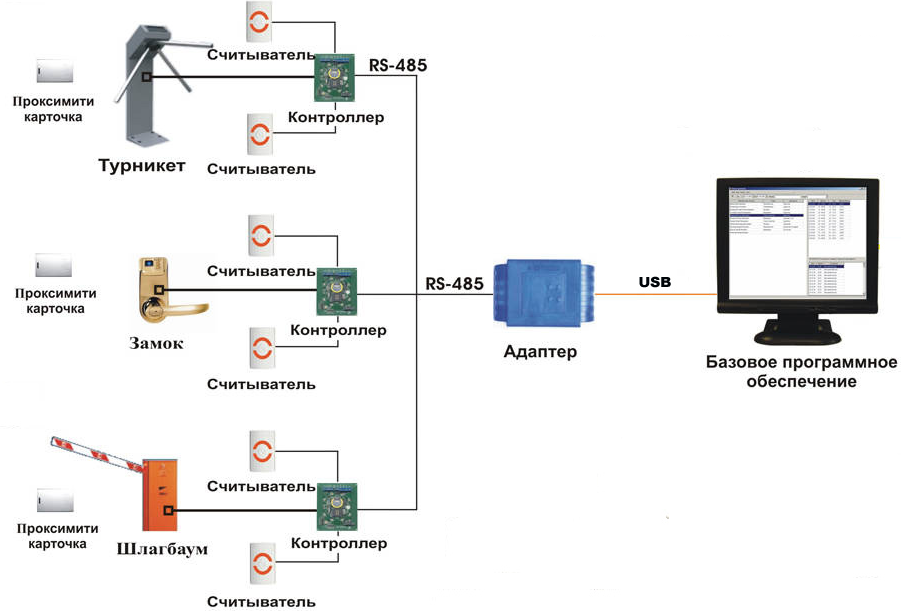 Считыватель
RS-485
Проксимити
карточка
Контроллер
Турникет
Считыватель
Считыватель
RS-485
USB
Проксимити
карточка
Контроллер
Замок
Адаптер
Базовое программное
обеспечение
Считыватель
Считыватель
Проксимити
карточка
Контроллер
Шлагбаум
Считыватель